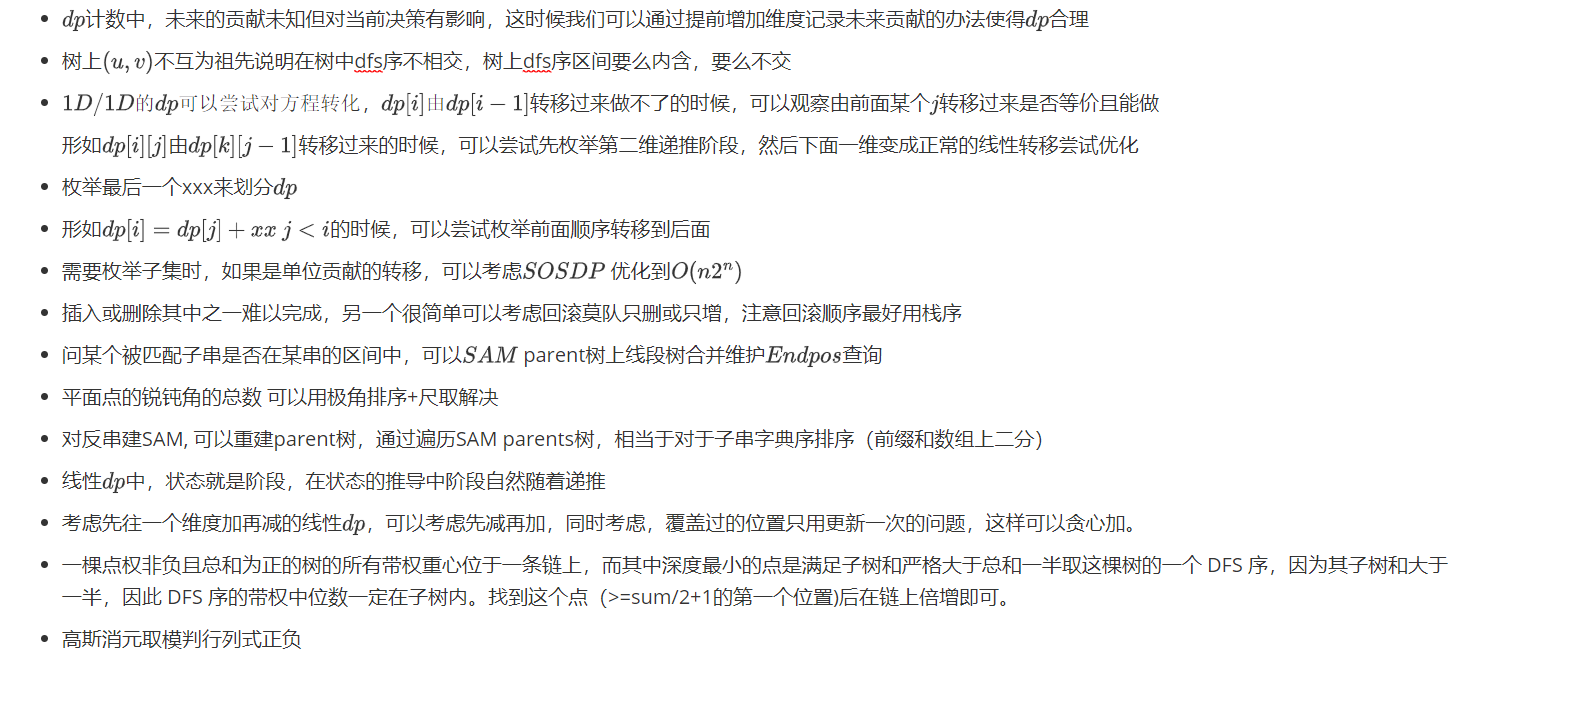 dp计数中，未来的贡献未知但对当前决策有影响，这时候我们可以通过提前增加维度记录未来贡献的办法使得dp合理
树上(u, v)不互为祖先说明在树中dfs序不相交，树上dfs序区间要么内含，要么不交
1D/1D的dp可以尝试对方程转化，dp[i]由dp[i − 1]转移过来做不了的时候，可以观察由前面某个j转移过来是否等价且能做
形如dp[i][j]由dp[k][j − 1]转移过来的时候，可以尝试先枚举第二维递推阶段，然后下面一维变成正常的线性转移尝试优化
枚举最后一个xxx来划分dp
形如dp[i] = dp[j] + xx j < i的时候，可以尝试枚举前面顺序转移到后面
需要枚举子集时，如果是单位贡献的转移，可以考虑SOSDP 优化到O(n2ⁿ)
插入或删除其中之一难以完成，另一个很简单可以考虑回滚莫队只删或只增，注意回滚顺序最好用栈序
问某个被匹配子串是否在某串的区间中，可以SAM parent树上线段树合并维护Endpos查询
平面点的锐钝角的总数 可以用极角排序+尺取解决
对反串建SAM, 可以重建parent树，通过遍历SAM parents树，相当于对于子串字典序排序（前缀和数组上二分）
线性dp中，状态就是阶段，在状态的推导中阶段自然随着递推
考虑先往一个维度加再减的线性dp，可以考虑先减再加，同时考虑，覆盖过的位置只用更新一次的问题，这样可以贪心加。
一棵点权非负且总和为正的树的所有带权重心位于一条链上，而其中深度最小的点是满足子树和严格大于总和一半取这棵树的一个 DFS 序，因为其子树和大于
一半，因此 DFS 序的带权中位数一定在子树内。找到这个点（>=sum/2+1的第一个位置)后在链上倍增即可。
高斯消元取模判行列式正负